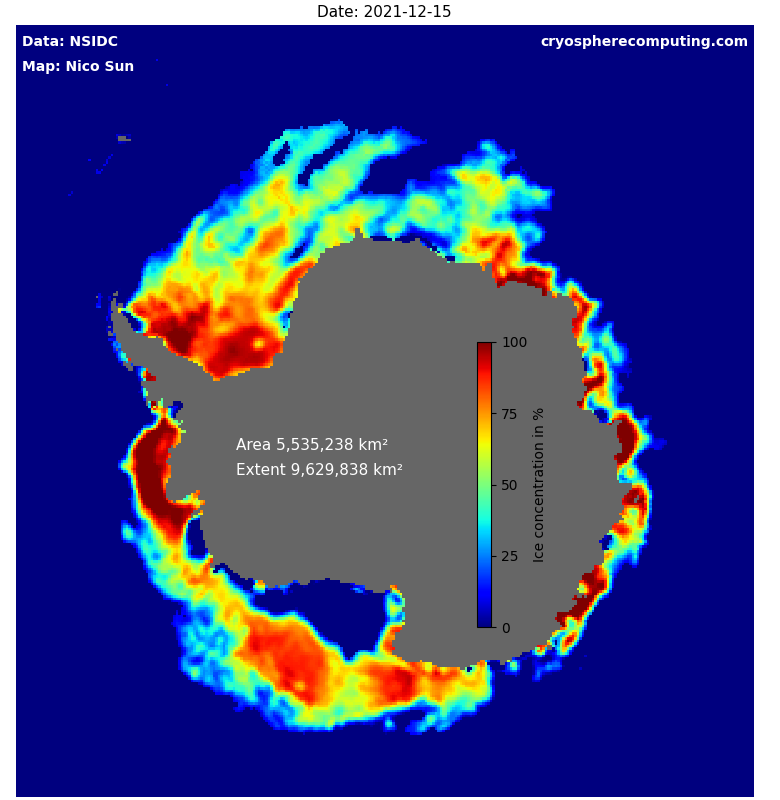 Date: 2021-12-15
Data: NSIDC
cryospherecomputing.com
Map: Nico Sun
100
75
50
25
0
Ice concentration in %
Area 5,535,238 km²
Extent 9,629,838 km²